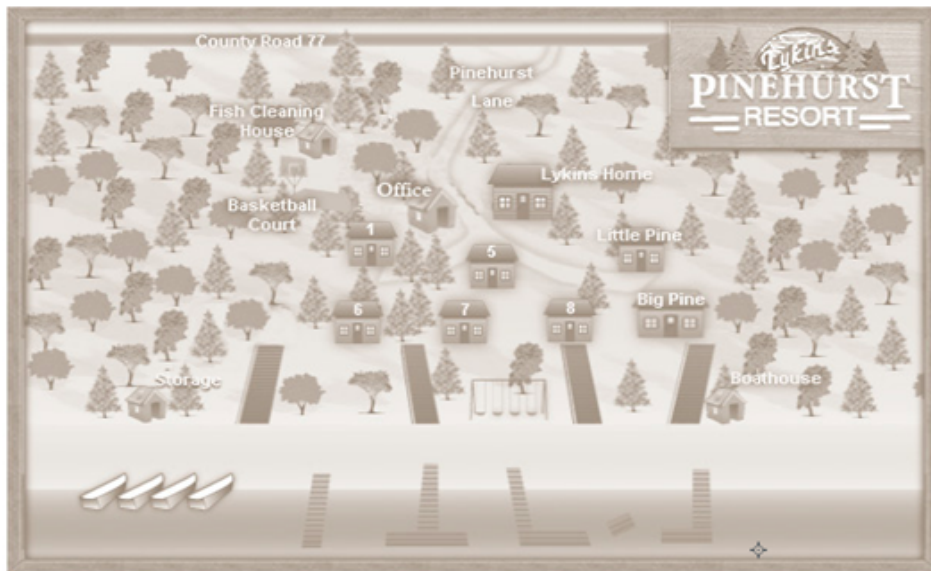 County Road 77
Lykin's
PINEHURST
RESORT
Pinehurst
Lane
Fish Cleaning
House
Lykins Home
Office
Basketball
Court
1
Little Pine
5
Big Pine
6
7
8
Storage
Boathouse